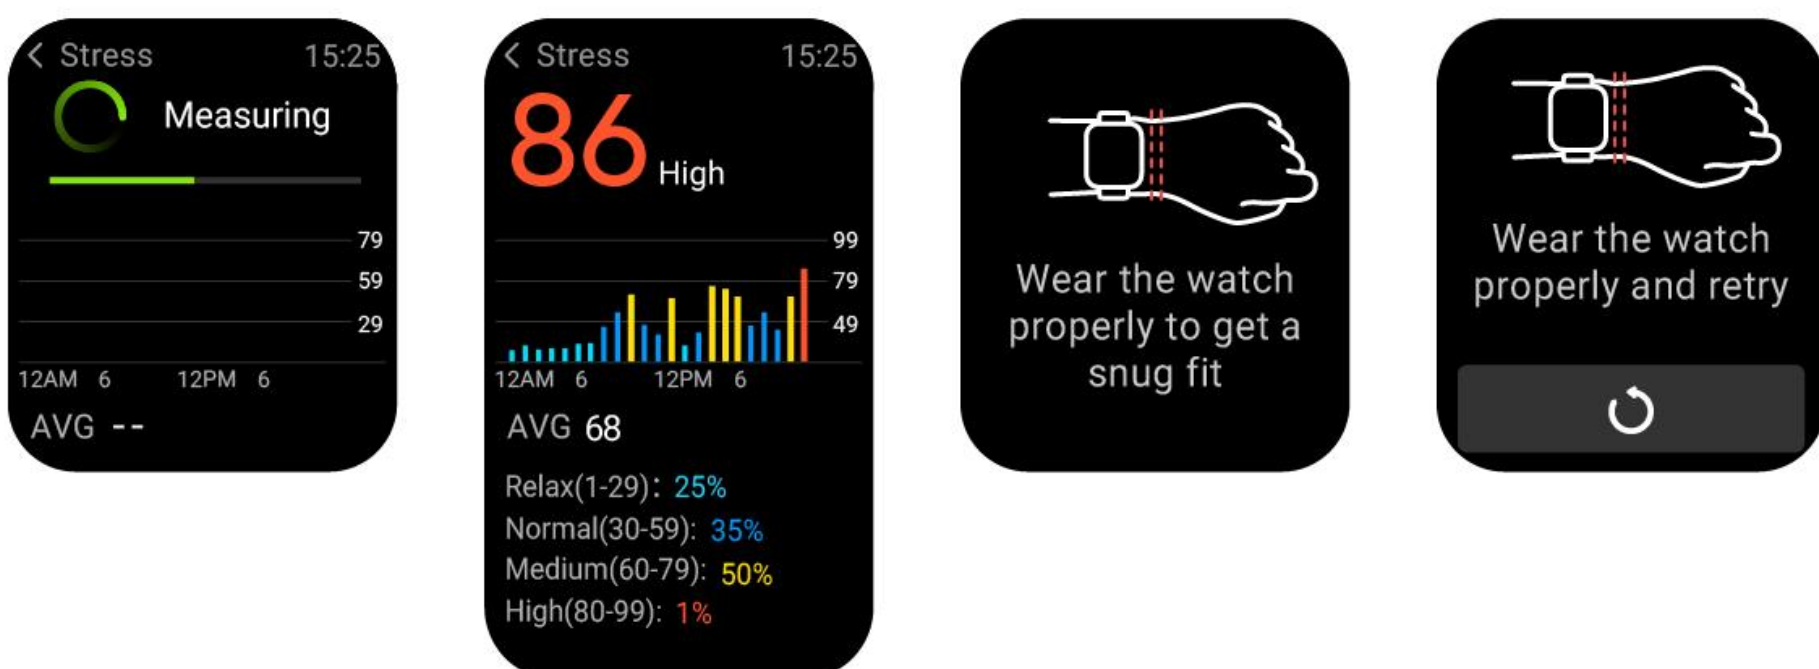 Stress 15:25
Measuring
79
59
29
12AM 6 12PM 6
AVG --
Stress 15:25
86 High
99
79
49
12AM 6 12PM 6
AVG 68
Relax(1-29): 25%
Normal(30-59): 35%
Medium(60-79): 50%
High(80-99): 1%
Wear the watch
properly to get a
snug fit
Wear the watch
properly and retry